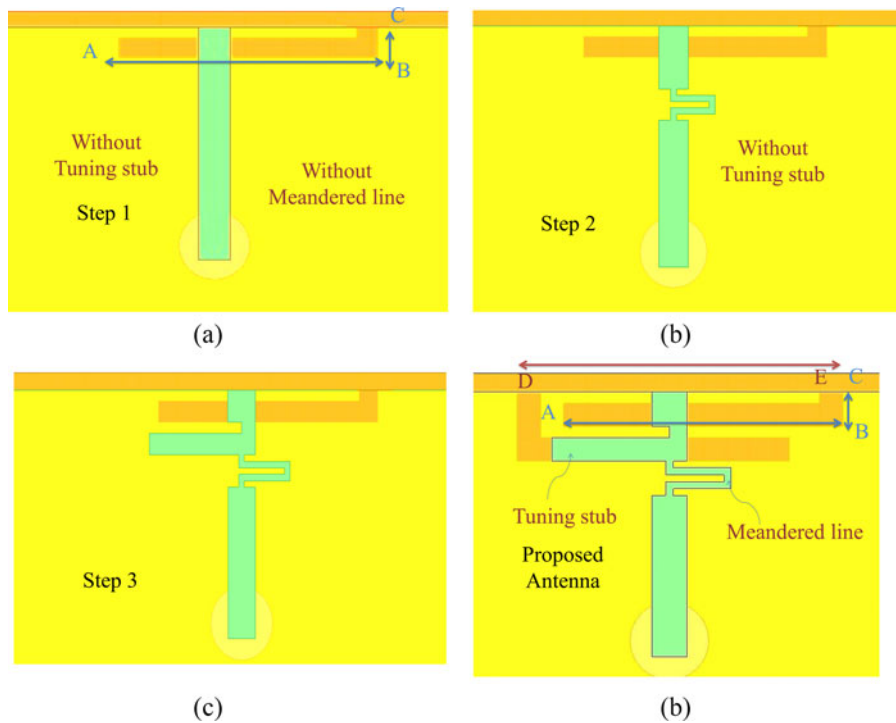 C
A
B
Without
Tuning stub
Without
Meandered line
Step 1
(a)
Without
Tuning stub
Step 2
(b)
Step 3
(c)
D
E
C
A
B
Tuning stub
Meandered line
Proposed
Antenna
(b)